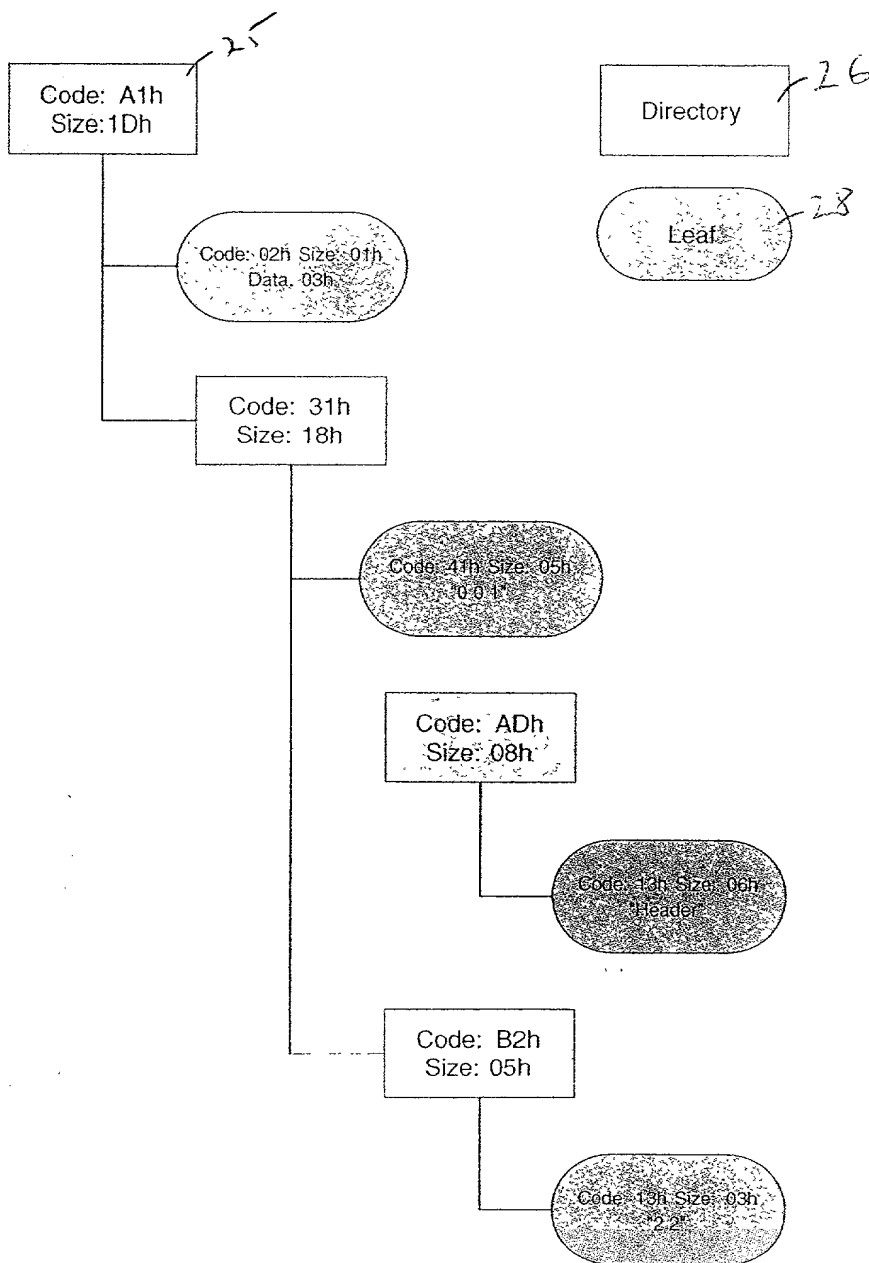 25
Code: A1h
Size:1Dh
Directory
26
Leaf
28
Code: 02h Size: 01h
Data. 03h
Code: 31h
Size: 18h
Code: 41h Size: 05h
"0.0.1"
Code: ADh
Size: 08h
Code: 13h Size: 06h
"Header"
Code: B2h
Size: 05h
Code: 13h Size: 03h
"2.2"